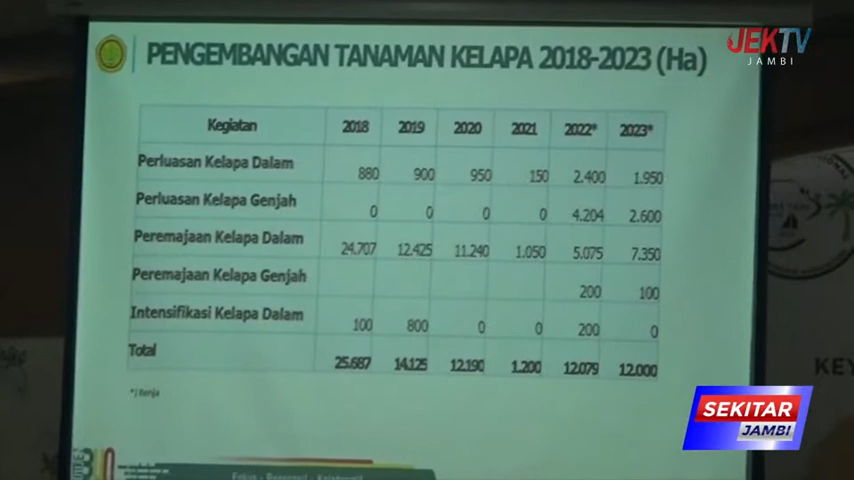 JEKTV
JAMBI
PENGEMBANGAN TANAMAN KELAPA 2018-2023 (Ha)
Kegiatan 2018 2019 2020 2021 2022* 2023*
Perluasan Kelapa Dalam 880 900 950 150 2.400 1.950
Perluasan Kelapa Genjah 0 0 0 0 4.204 2.600
Peremajaan Kelapa Dalam 24.707 12.425 11.240 1.050 5.075 7.350
Peremajaan Kelapa Genjah 200 100
Intensifikasi Kelapa Dalam 100 800 0 0 200 0
Total 25.687 14.125 12.190 1.200 12.079 12.000
*) Renja
KEY
SEKITAR
JAMBI